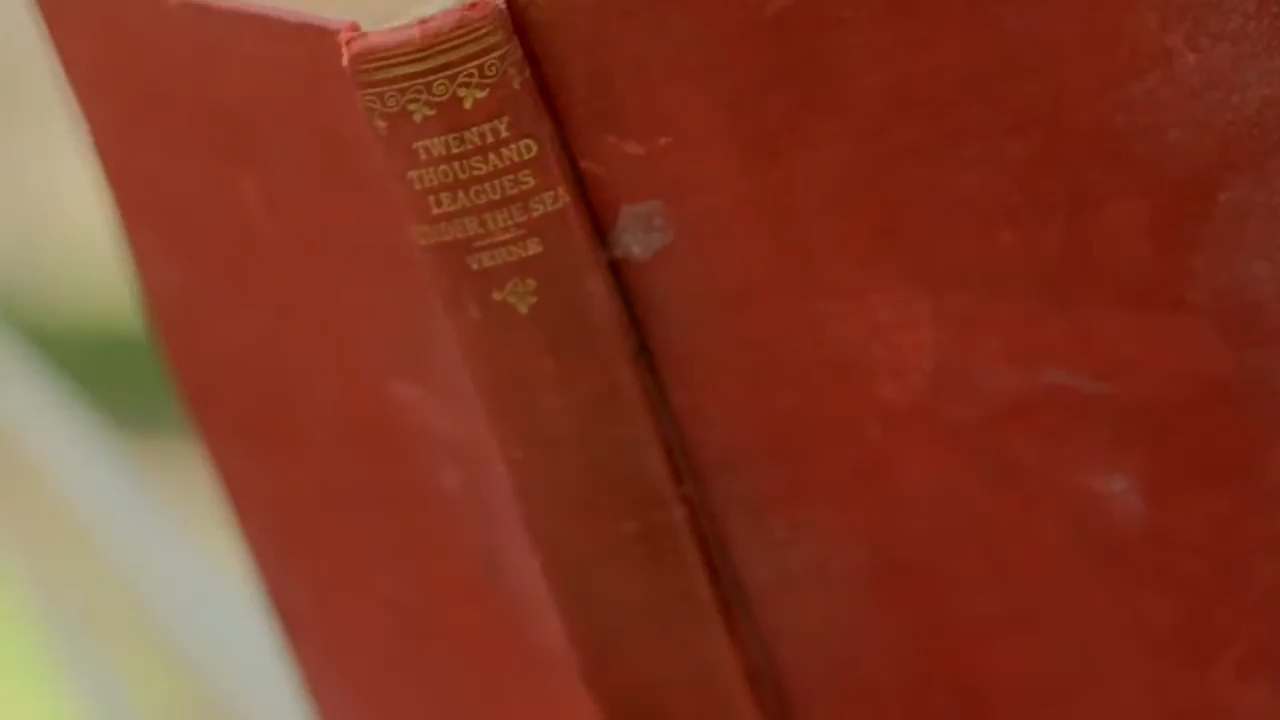 TWENTY
THOUSAND
LEAGUES
UNDER THE SEA
VERNE